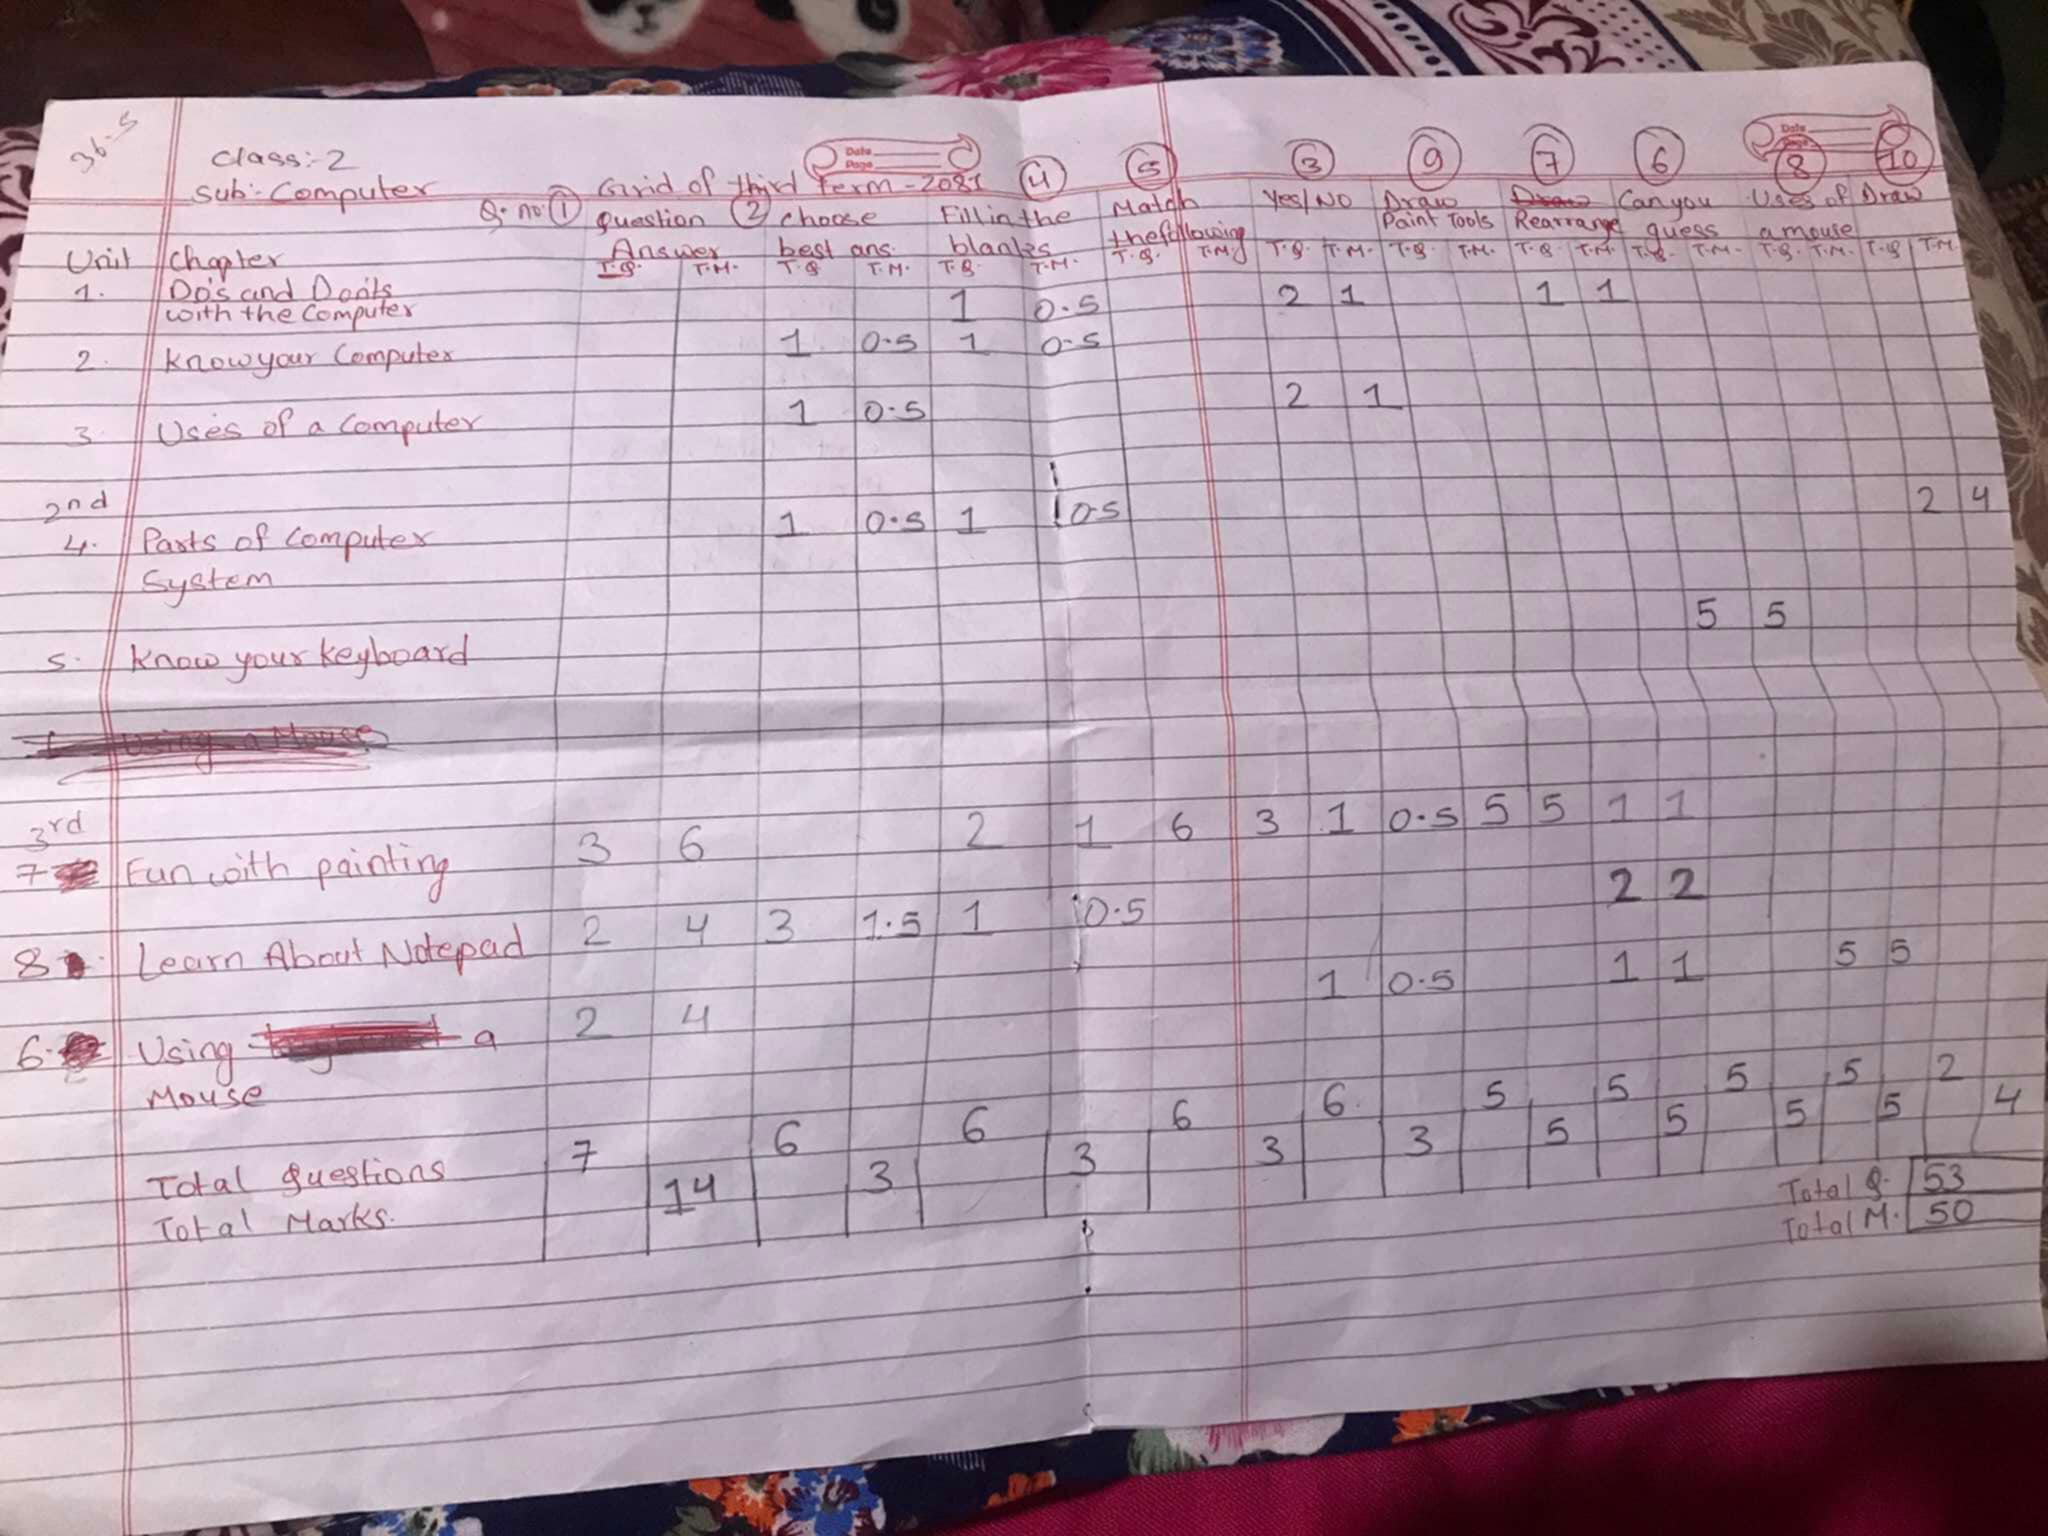 36-5
Class:- 2
Sub:- Computer
Grid of third term - 2081
Date
Page
Date
Page
Q. no. 1 2 4 5 3 9 7 6 8 10
question Answer choose best ans. Fill in the blanks Match the following Yes/No Draw Paint Tools Rearrange Can you guess Uses of a mouse Draw
Unit Chapter T.Q. T.M. T.Q. T.M. T.Q. T.M. T.Q. T.M. T.Q. T.M. T.Q. T.M. T.Q. T.M. T.Q. T.M. T.Q. T.M. T.Q T.M.
1. Do's and Don'ts 1 0.5 2 1 1 1
with the Computer
2. Know your Computer 1 0.5 1 0.5
3. Uses of a Computer 1 0.5 2 1
2nd
4. Parts of Computer 1 0.5 1 0.5 2 4
System
5. Know your keyboard 5 5
Using a Mouse
3rd
7 Fun with painting 3 6 2 1 6 3 1 0.5 5 5 1 1
8. Learn About Notepad 2 4 3 1.5 1 0.5 2 2
6. Using a 2 4 1 0.5 1 1 5 5
Mouse
Total questions 7 6 6 6 6 5 5 5 5 2
Total Marks. 14 3 3 3 3 5 5 5 5 4
Total Q. 53
Total M. 50